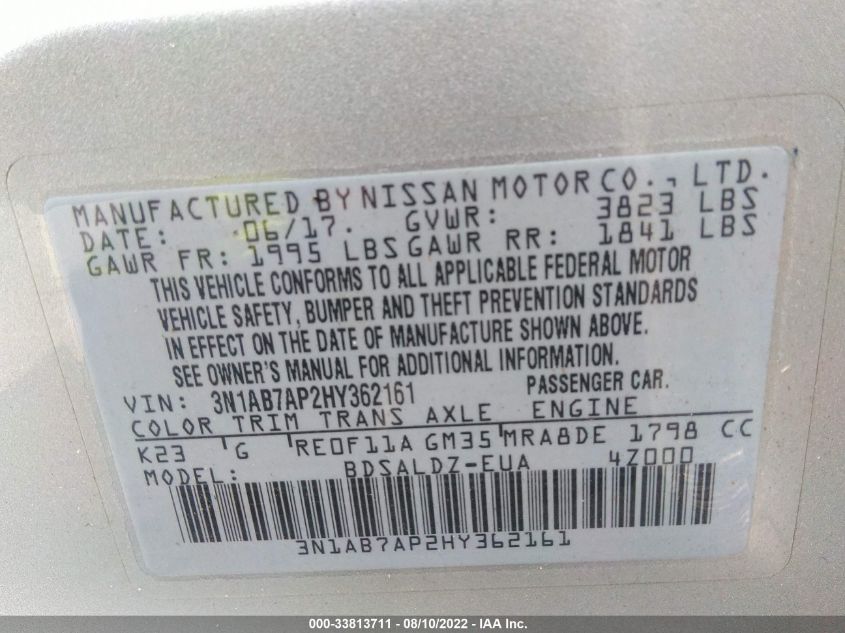 MANUFACTURED BY NISSAN MOTOR CO., LTD.
DATE: 06/17. GVWR: 3823 LBS
GAWR FR: 1995 LBS GAWR RR: 1841 LBS
THIS VEHICLE CONFORMS TO ALL APPLICABLE FEDERAL MOTOR
VEHICLE SAFETY, BUMPER AND THEFT PREVENTION STANDARDS
IN EFFECT ON THE DATE OF MANUFACTURE SHOWN ABOVE.
SEE OWNER'S MANUAL FOR ADDITIONAL INFORMATION.
VIN: 3N1AB7AP2HY362161 PASSENGER CAR.
COLOR TRIM TRANS AXLE ENGINE
K23 G RE0F11A GM35 MRA8DE 1798 CC
MODEL: BDSALDZ-EUA 4Z000
3N1AB7AP2HY362161
000-33813711 - 08/10/2022 - IAA Inc.